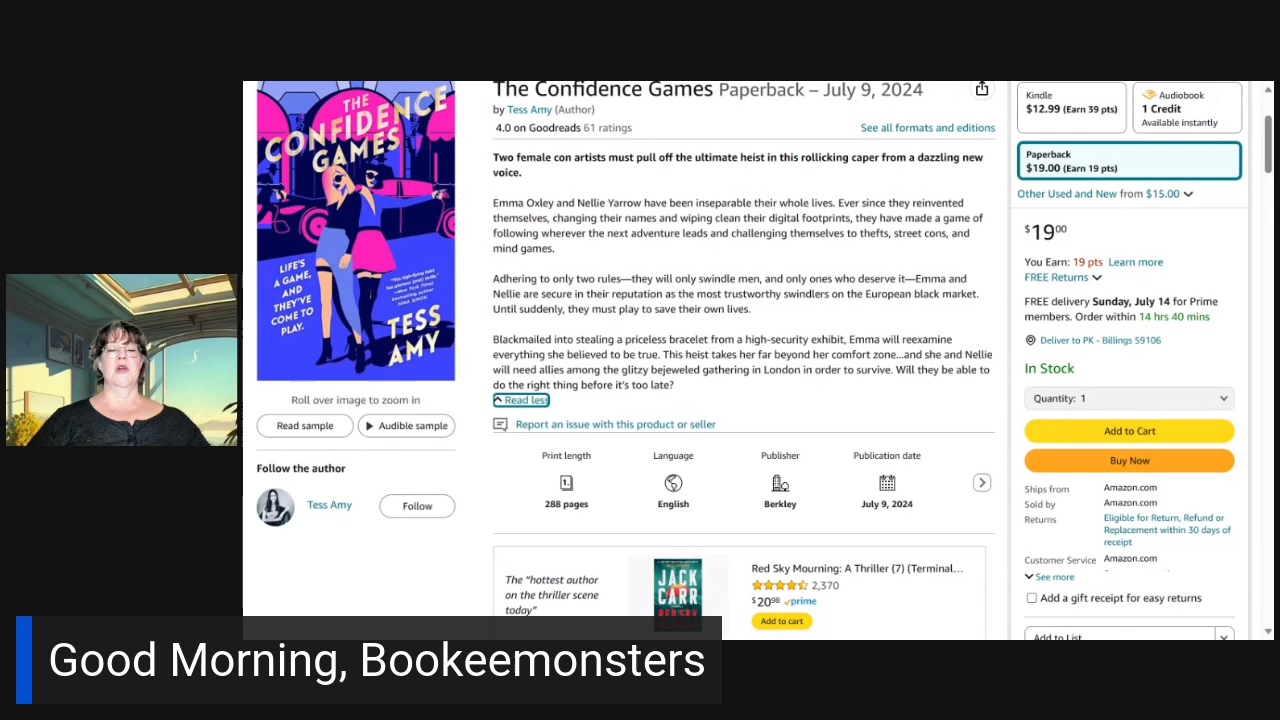 THE
CONFIDENCE
GAMES
LIFE'S
A GAME,
AND
THEY'VE
COME TO
PLAY.
TESS
AMY
Roll over image to zoom in
Read sample
Audible sample
Follow the author
Tess Amy
Follow
The Confidence Games Paperback – July 9, 2024
by Tess Amy (Author)
4.0 on Goodreads 61 ratings
See all formats and editions
Two female con artists must pull off the ultimate heist in this rollicking caper from a dazzling new
voice.
Emma Oxley and Nellie Yarrow have been inseparable their whole lives. Ever since they reinvented
themselves, changing their names and wiping clean their digital footprints, they have made a game of
following wherever the next adventure leads and challenging themselves to thefts, street cons, and
mind games.
Adhering to only two rules—they will only swindle men, and only ones who deserve it—Emma and
Nellie are secure in their reputation as the most trustworthy swindlers on the European black market.
Until suddenly, they must play to save their own lives.
Blackmailed into stealing a priceless bracelet from a high-security exhibit, Emma will reexamine
everything she believed to be true. This heist takes her far beyond her comfort zone...and she and Nellie
will need allies among the glitzy bejeweled gathering in London in order to survive. Will they be able to
do the right thing before it's too late?
Read less
Report an issue with this product or seller
Print length
Language
Publisher
Publication date
288 pages
English
Berkley
July 9, 2024
The "hottest author
on the thriller scene
today"
JACK
CARR
RED SKY
Red Sky Mourning: A Thriller (7) (Terminal…
2,370
$2098 prime
Add to cart
Kindle
$12.99 (Earn 39 pts)
Audiobook
1 Credit
Available instantly
Paperback
$19.00 (Earn 19 pts)
Other Used and New from $15.00
$1900
You Earn: 19 pts Learn more
FREE Returns
FREE delivery Sunday, July 14 for Prime
members. Order within 14 hrs 40 mins
Deliver to PK - Billings 59106
In Stock
Quantity: 1
Add to Cart
Buy Now
Ships from Amazon.com
Sold by Amazon.com
Returns Eligible for Return, Refund or
Replacement within 30 days of
receipt
Customer Service Amazon.com
See more
Add a gift receipt for easy returns
Add to List
Good Morning, Bookeemonsters